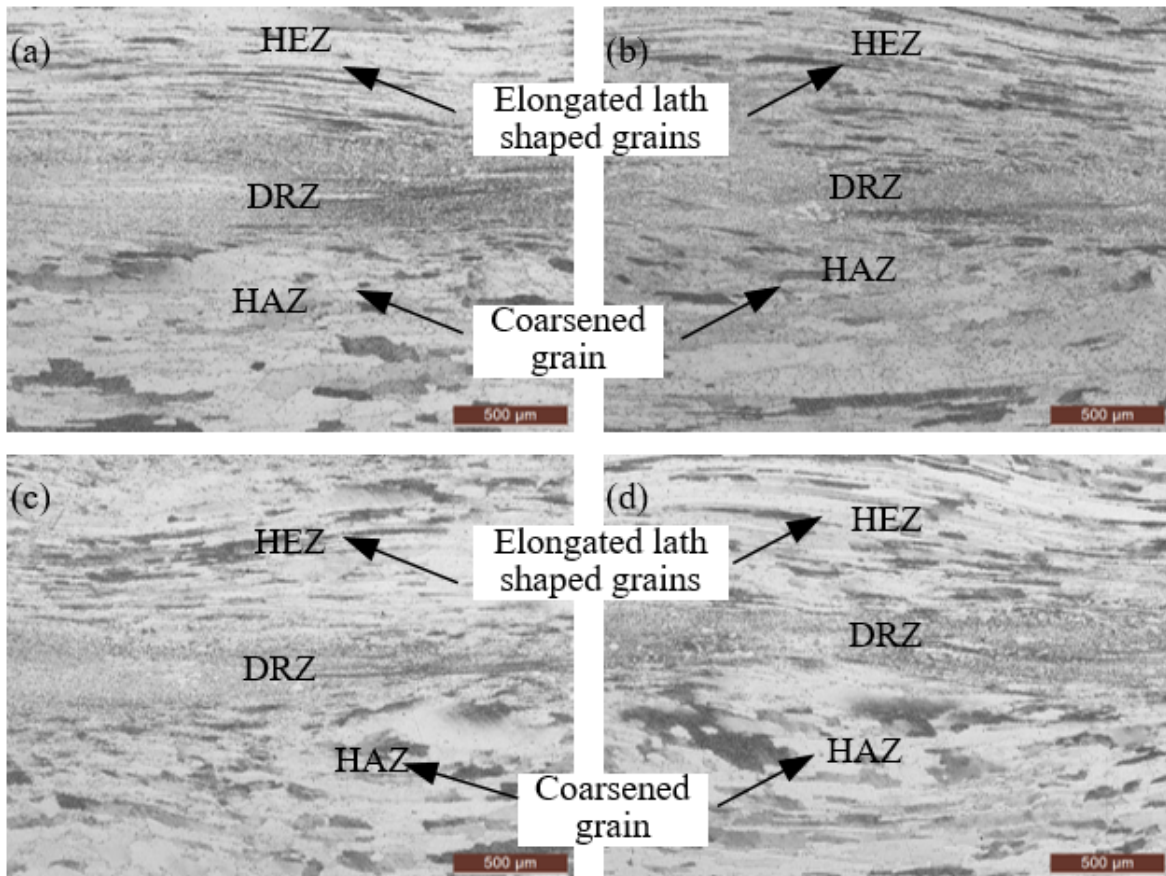 (a)
HEZ
(b)
HEZ
Elongated lath
shaped grains
DRZ
DRZ
HAZ
HAZ
Coarsened
grain
500 µm
500 µm
(c)
HEZ
(d)
HEZ
Elongated lath
shaped grains
DRZ
DRZ
HAZ
HAZ
Coarsened
grain
500 µm
500 µm